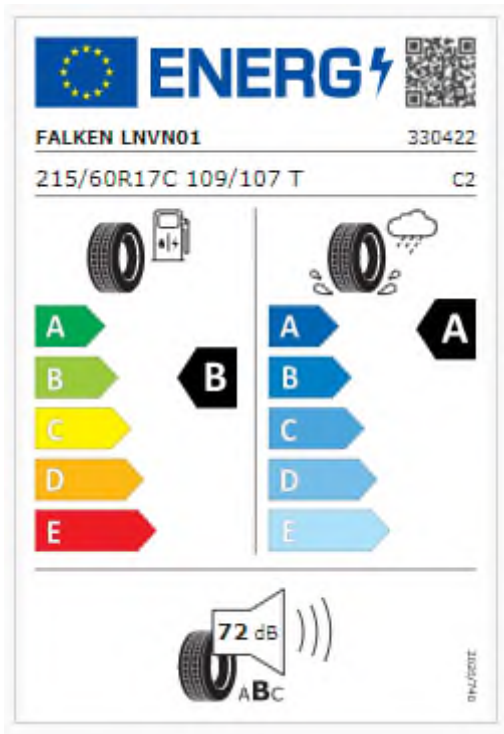 ENERG
FALKEN LNVN01 330422
215/60R17C 109/107 T C2
A A
B B
C
D
E
A A
B
C
D
E
72 dB
ABC
2020/740